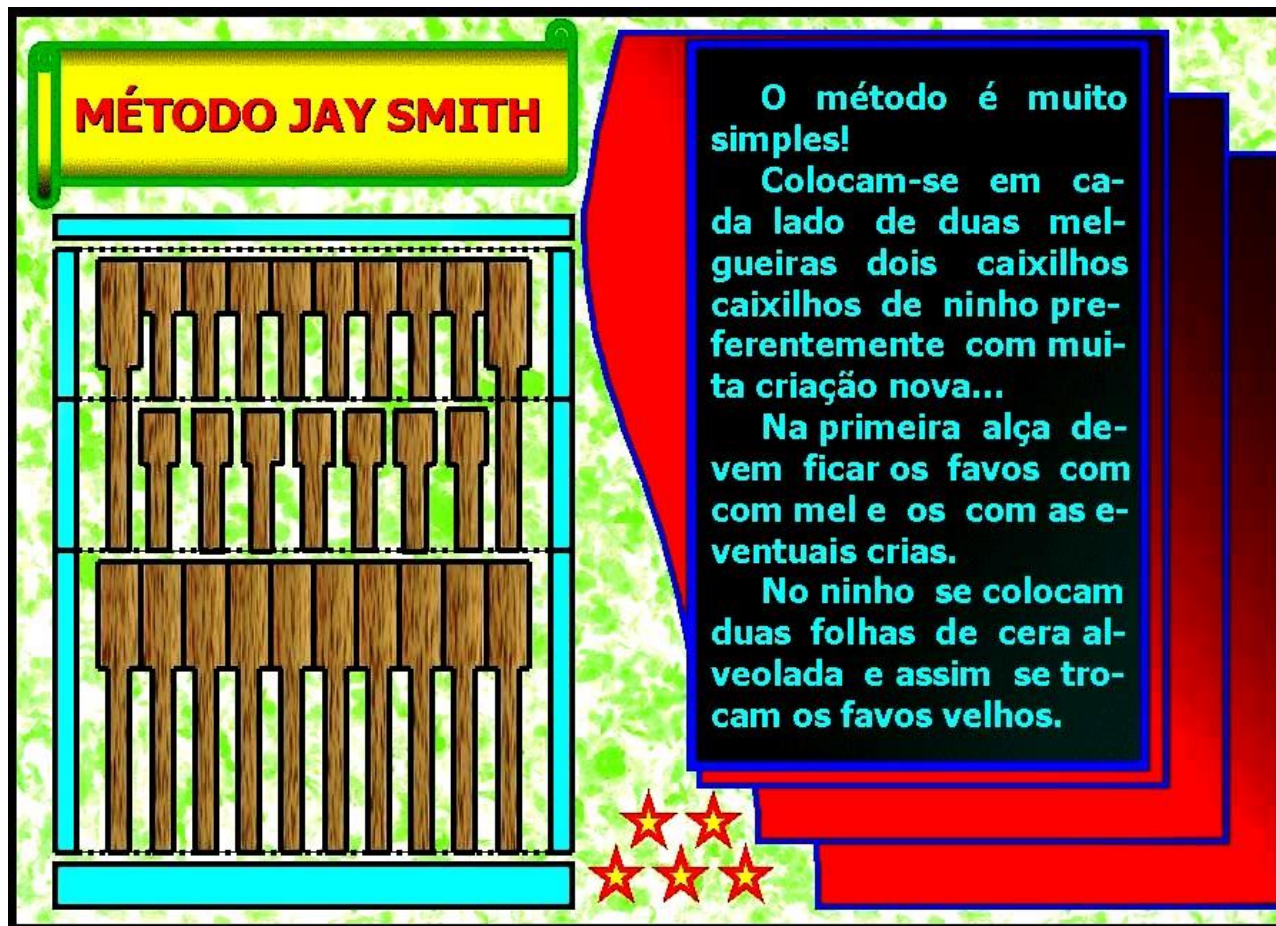 MÉTODO JAY SMITH
O método é muito
simples!
Colocam-se em ca-
da lado de duas mel-
gueiras dois caixilhos
caixilhos de ninho pre-
ferentemente com mui-
ta criação nova...
Na primeira alça de-
vem ficar os favos com
com mel e os com as e-
ventuais crias.
No ninho se colocam
duas folhas de cera al-
veolada e assim se tro-
cam os favos velhos.